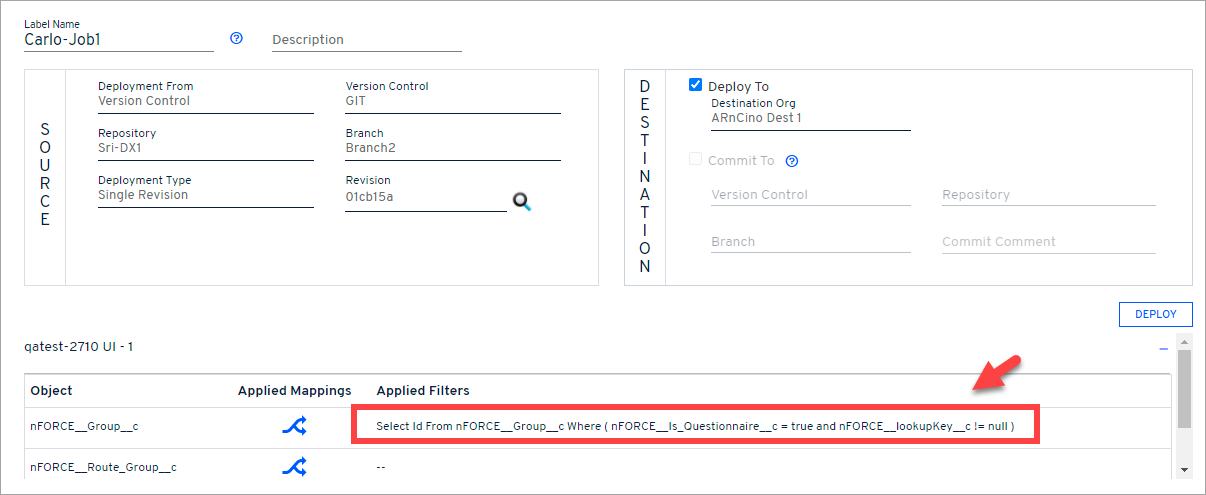 Label Name
Carlo-Job1
?
Description
SOURCE
Deployment From
Version Control
Version Control
GIT
Repository
Sri-DX1
Branch
Branch2
Deployment Type
Single Revision
Revision
01cb15a
DESTINATION
Deploy To
Destination Org
ARnCino Dest 1
Commit To ?
Version Control
Repository
Branch
Commit Comment
DEPLOY
qatest-2710 UI - 1
Object Applied Mappings Applied Filters
nFORCE__Group__c Select Id From nFORCE__Group__c Where ( nFORCE__Is_Questionnaire__c = true and nFORCE__lookupKey__c != null )
nFORCE__Route_Group__c --